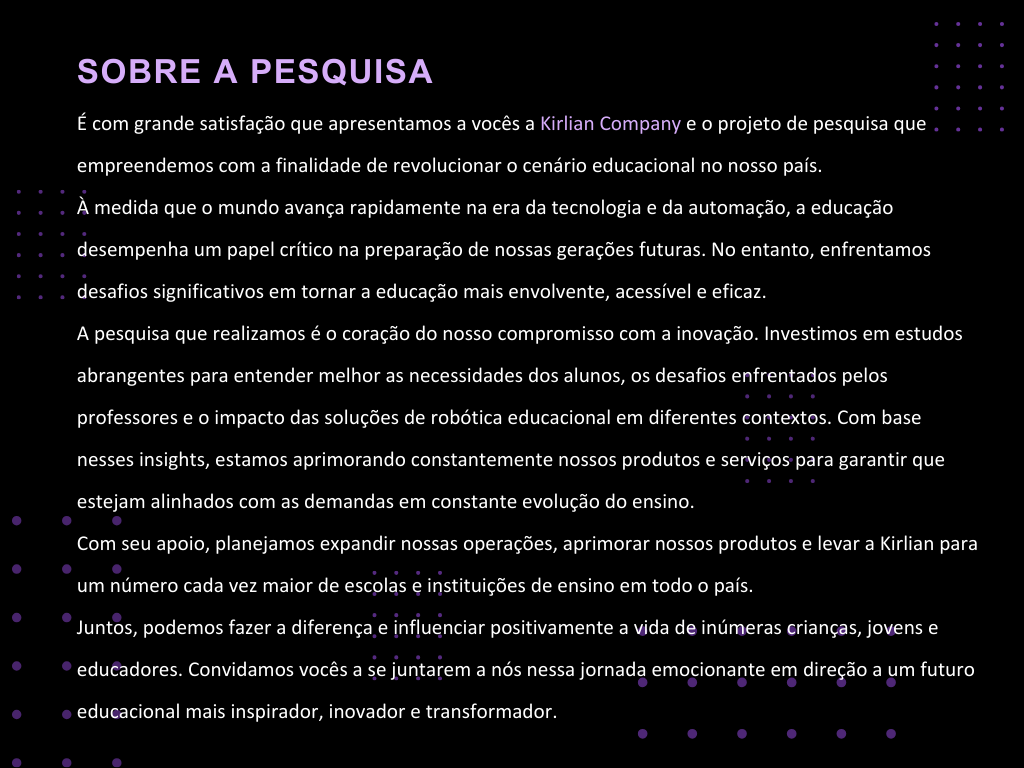 SOBRE A PESQUISA
É com grande satisfação que apresentamos a vocês a Kirlian Company e o projeto de pesquisa que
empreendemos com a finalidade de revolucionar o cenário educacional no nosso país.
À medida que o mundo avança rapidamente na era da tecnologia e da automação, a educação
desempenha um papel crítico na preparação de nossas gerações futuras. No entanto, enfrentamos
desafios significativos em tornar a educação mais envolvente, acessível e eficaz.
A pesquisa que realizamos é o coração do nosso compromisso com a inovação. Investimos em estudos
abrangentes para entender melhor as necessidades dos alunos, os desafios enfrentados pelos
professores e o impacto das soluções de robótica educacional em diferentes contextos. Com base
nesses insights, estamos aprimorando constantemente nossos produtos e serviços para garantir que
estejam alinhados com as demandas em constante evolução do ensino.
Com seu apoio, planejamos expandir nossas operações, aprimorar nossos produtos e levar a Kirlian para
um número cada vez maior de escolas e instituições de ensino em todo o país.
Juntos, podemos fazer a diferença e influenciar positivamente a vida de inúmeras crianças, jovens e
educadores. Convidamos vocês a se juntarem a nós nessa jornada emocionante em direção a um futuro
educacional mais inspirador, inovador e transformador.